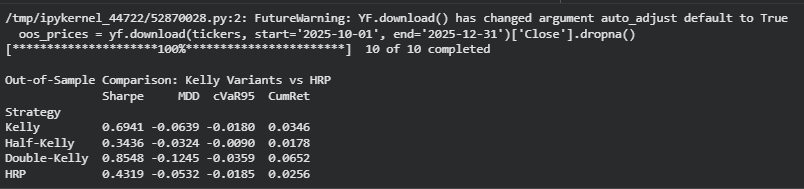 /tmp/ipykernel_44722/52870028.py:2: FutureWarning: YF.download() has changed argument auto_adjust default to True
  oos_prices = yf.download(tickers, start='2025-10-01', end='2025-12-31')['Close'].dropna()
[*********************100%***********************]  10 of 10 completed

Out-of-Sample Comparison: Kelly Variants vs HRP
              Sharpe     MDD  cVaR95  CumRet
Strategy
Kelly         0.6941 -0.0639 -0.0180  0.0346
Half-Kelly    0.3436 -0.0324 -0.0090  0.0178
Double-Kelly  0.8548 -0.1245 -0.0359  0.0652
HRP           0.4319 -0.0532 -0.0185  0.0256